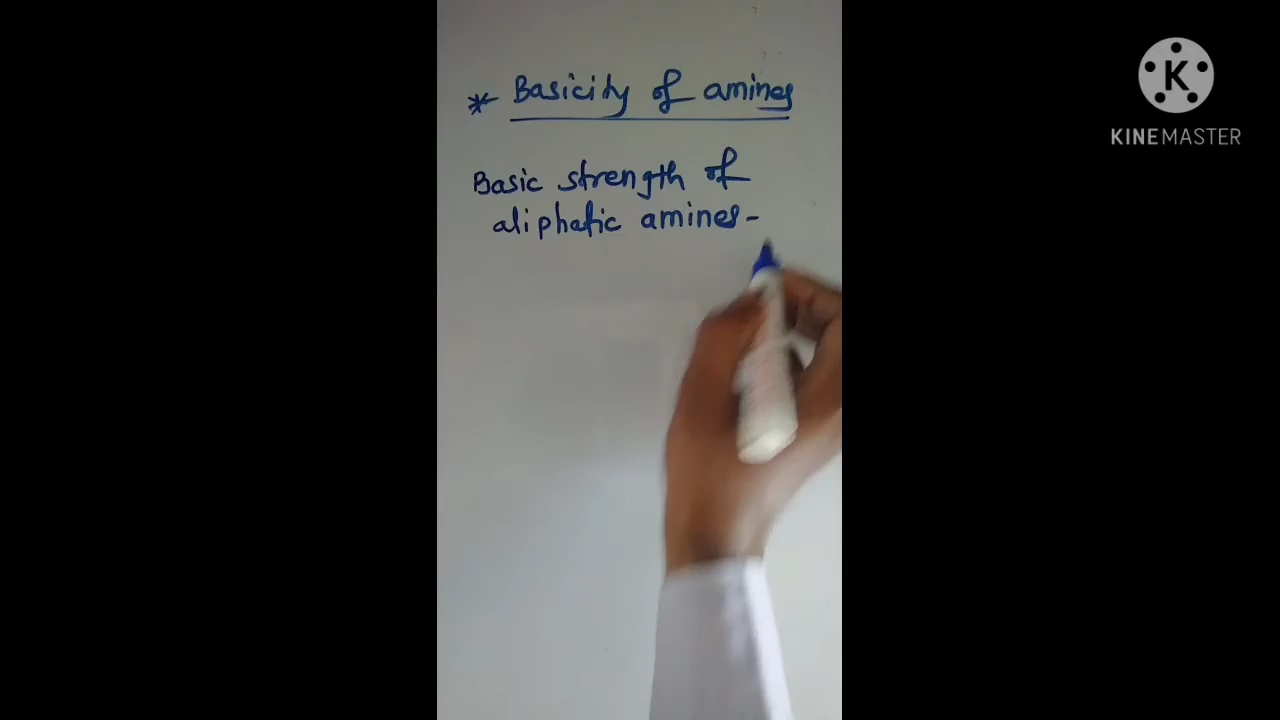 * Basicity of amines
Basic strength of
aliphatic amines-
K
KINEMASTER